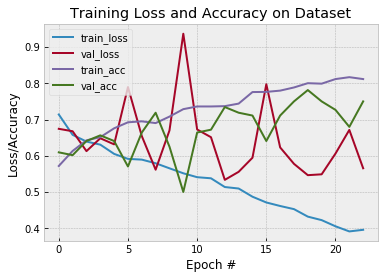 Training Loss and Accuracy on Dataset
train_loss
val_loss
train_acc
val_acc
0.9
0.8
0.7
0.6
0.5
0.4
Loss/Accuracy
0 5 10 15 20
Epoch #